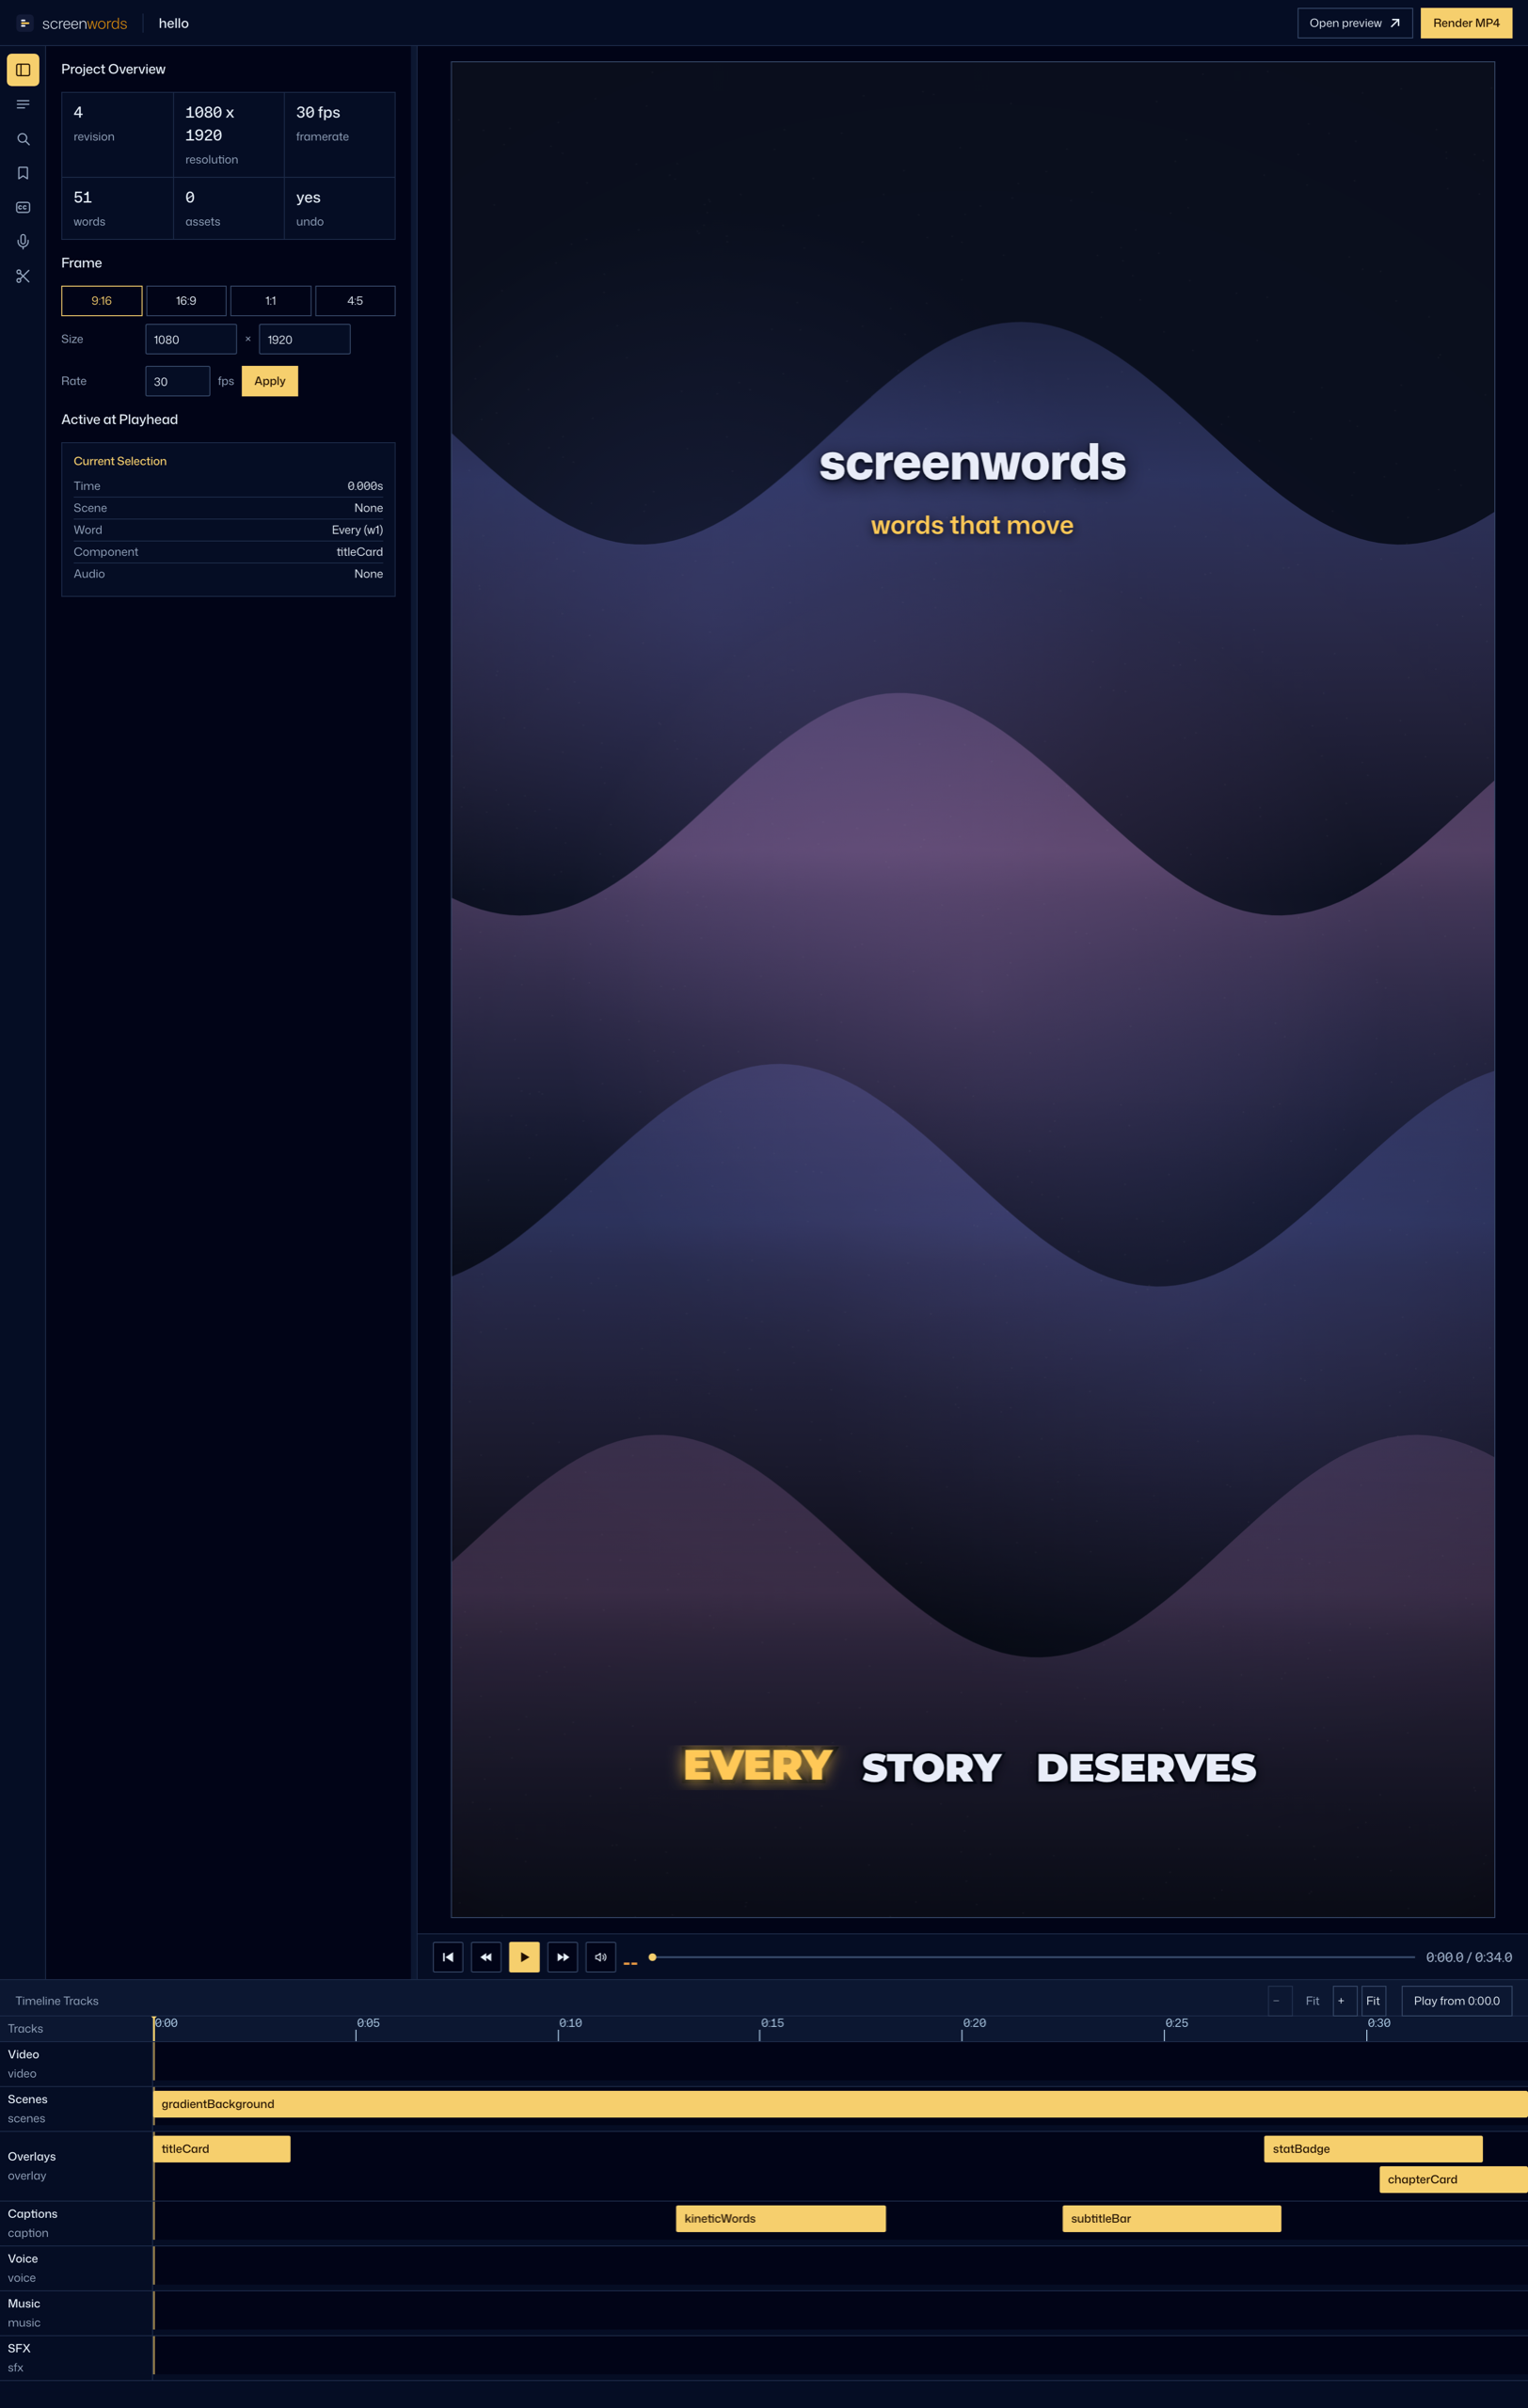 screenwords
hello
Open preview
Render MP4
Project Overview
4
revision
1080 x
1920
resolution
30 fps
framerate
51
words
0
assets
yes
undo
Frame
9:16
16:9
1:1
4:5
Size
1080
×
1920
Rate
30
fps
Apply
Active at Playhead
Current Selection
Time
0.000s
Scene
None
Word
Every (w1)
Component
titleCard
Audio
None
screenwords
words that move
EVERY STORY DESERVES
0:00.0 / 0:34.0
Timeline Tracks
−
Fit
+
Fit
Play from 0:00.0
Tracks
0:00
0:05
0:10
0:15
0:20
0:25
0:30
Video
video
Scenes
scenes
gradientBackground
Overlays
overlay
titleCard
statBadge
chapterCard
Captions
caption
kineticWords
subtitleBar
Voice
voice
Music
music
SFX
sfx